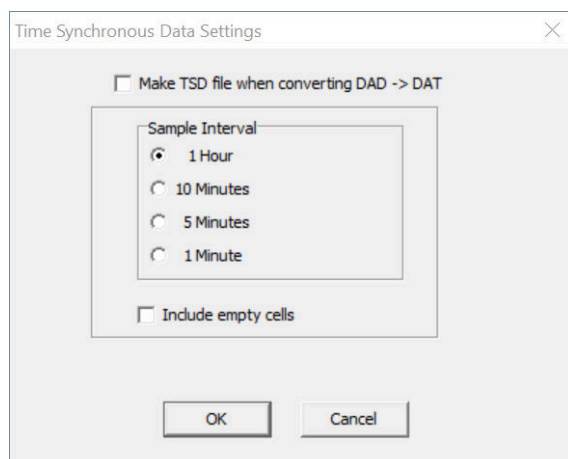 Time Synchronous Data Settings
Make TSD file when converting DAD -> DAT
Sample Interval
1 Hour
10 Minutes
5 Minutes
1 Minute
Include empty cells
OK Cancel